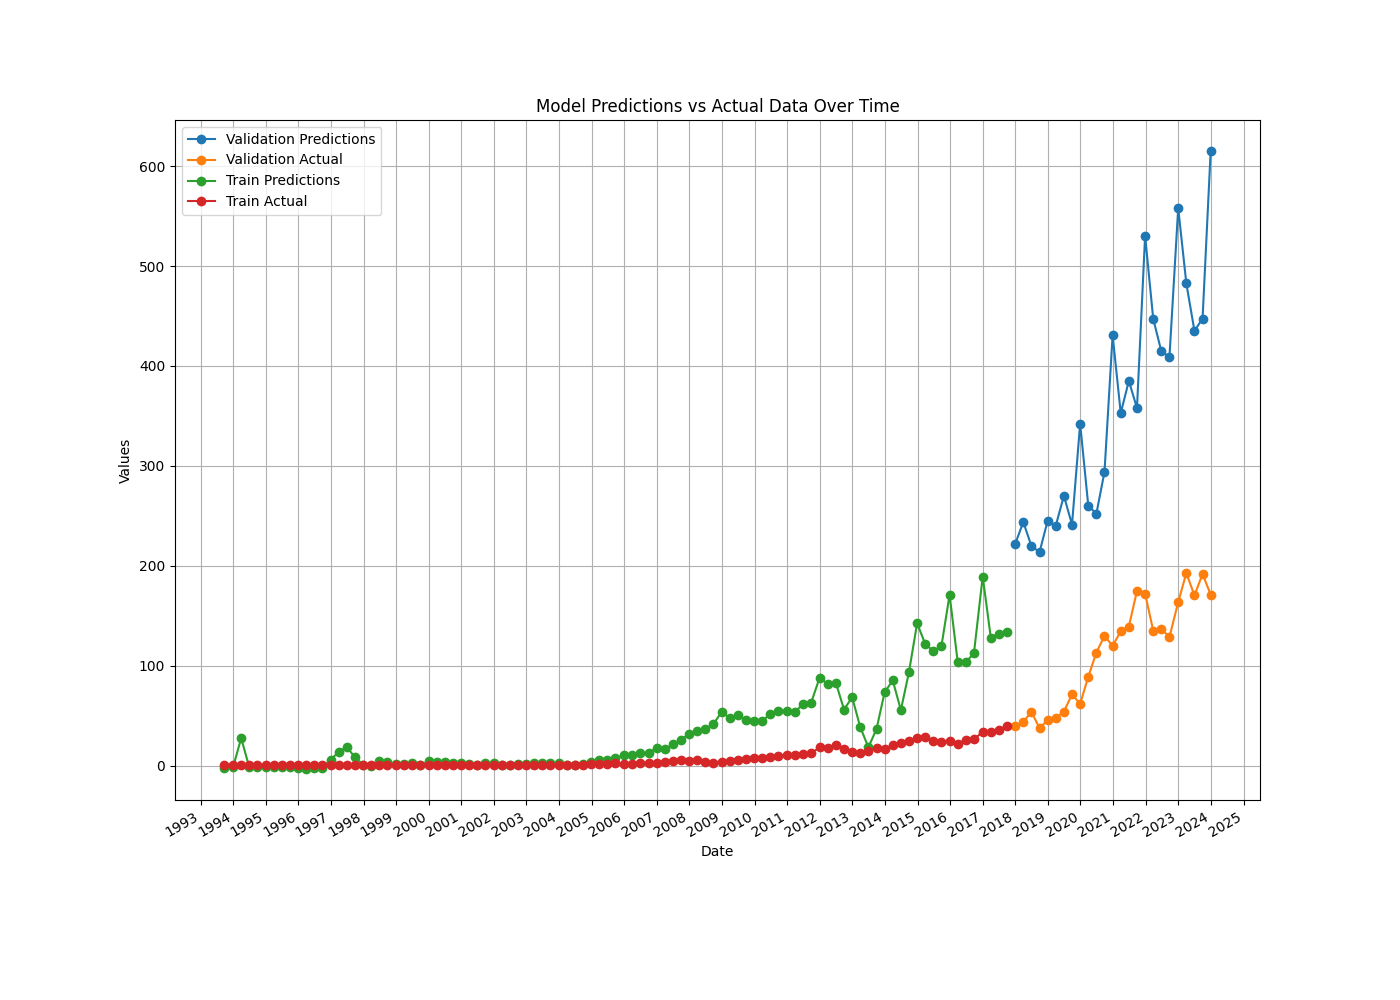 Model Predictions vs Actual Data Over Time
Validation Predictions
Validation Actual
Train Predictions
Train Actual
600
500
400
300
200
100
0
Values
1993 1994 1995 1996 1997 1998 1999 2000 2001 2002 2003 2004 2005 2006 2007 2008 2009 2010 2011 2012 2013 2014 2015 2016 2017 2018 2019 2020 2021 2022 2023 2024 2025
Date